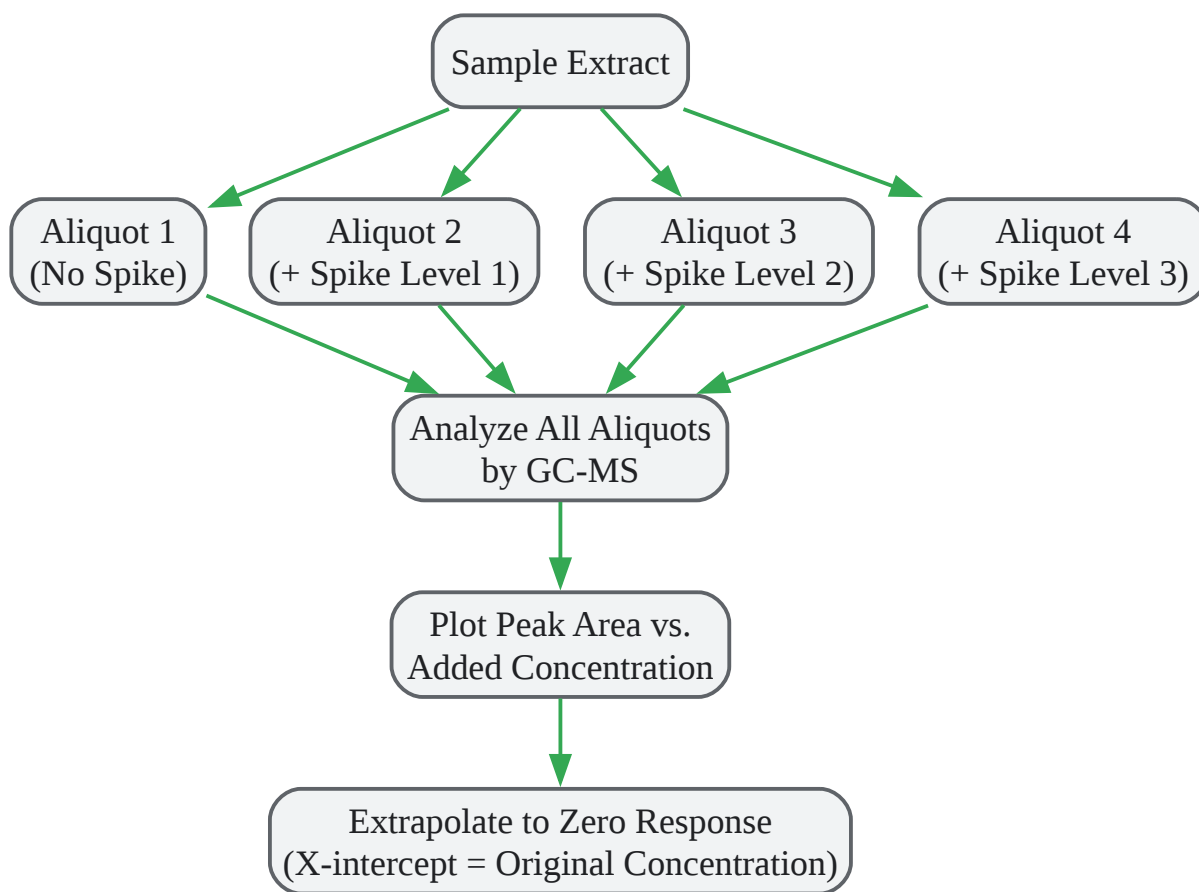 Sample Extract
Aliquot 1
(No Spike)
Aliquot 2
(+ Spike Level 1)
Aliquot 3
(+ Spike Level 2)
Aliquot 4
(+ Spike Level 3)
Analyze All Aliquots
by GC-MS
Plot Peak Area vs.
Added Concentration
Extrapolate to Zero Response
(X-intercept = Original Concentration)